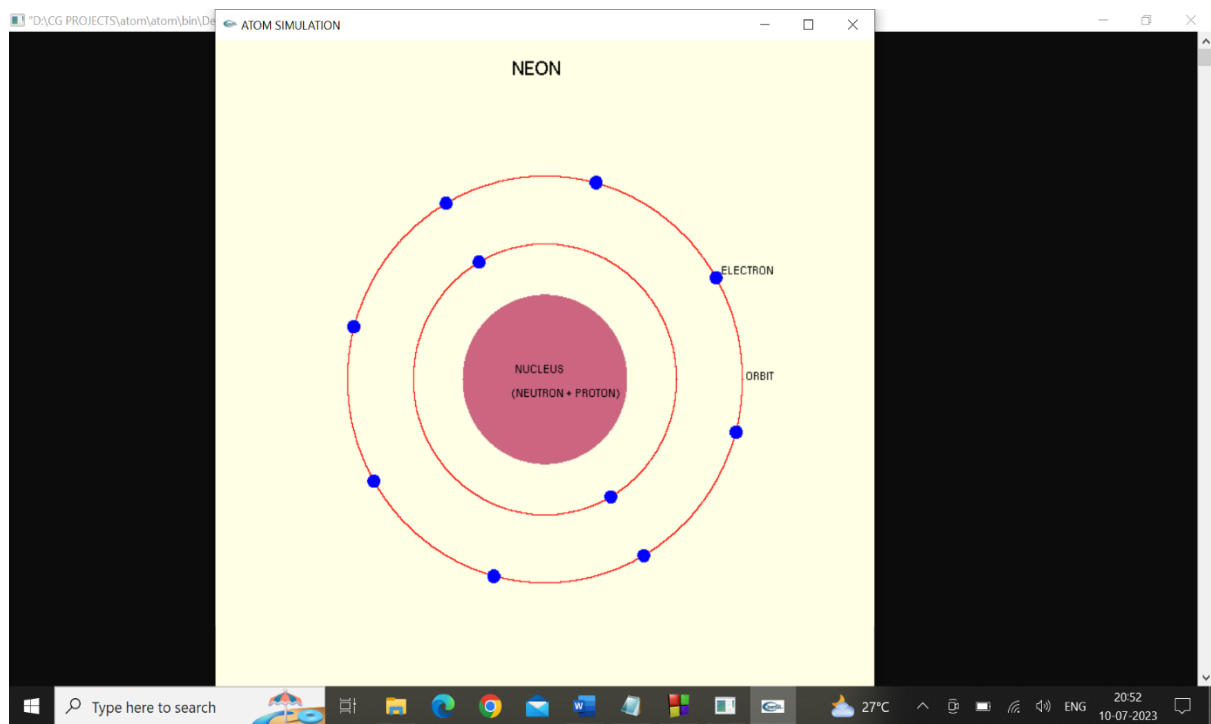 "D:\CG PROJECTS\atom\atom\bin\De
ATOM SIMULATION
NEON
ELECTRON
NUCLEUS
ORBIT
(NEUTRON + PROTON)
Type here to search
27°C
ENG
20:52
10-07-2023